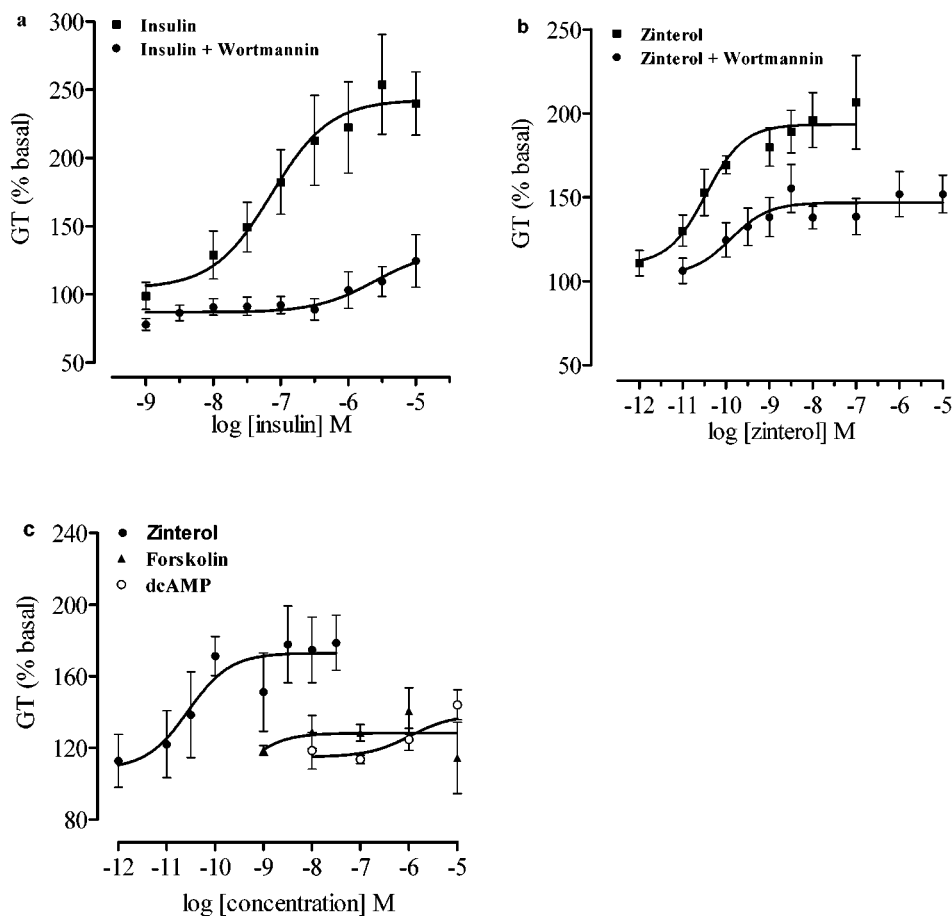 a
Insulin
Insulin + Wortmannin
GT (% basal)
300
250
200
150
100
50
-9 -8 -7 -6 -5
log [insulin] M
b
Zinterol
Zinterol + Wortmannin
GT (% basal)
250
200
150
100
50
-12 -11 -10 -9 -8 -7 -6 -5
log [zinterol] M
c
Zinterol
Forskolin
dcAMP
GT (% basal)
240
200
160
120
80
-12 -11 -10 -9 -8 -7 -6 -5
log [concentration] M